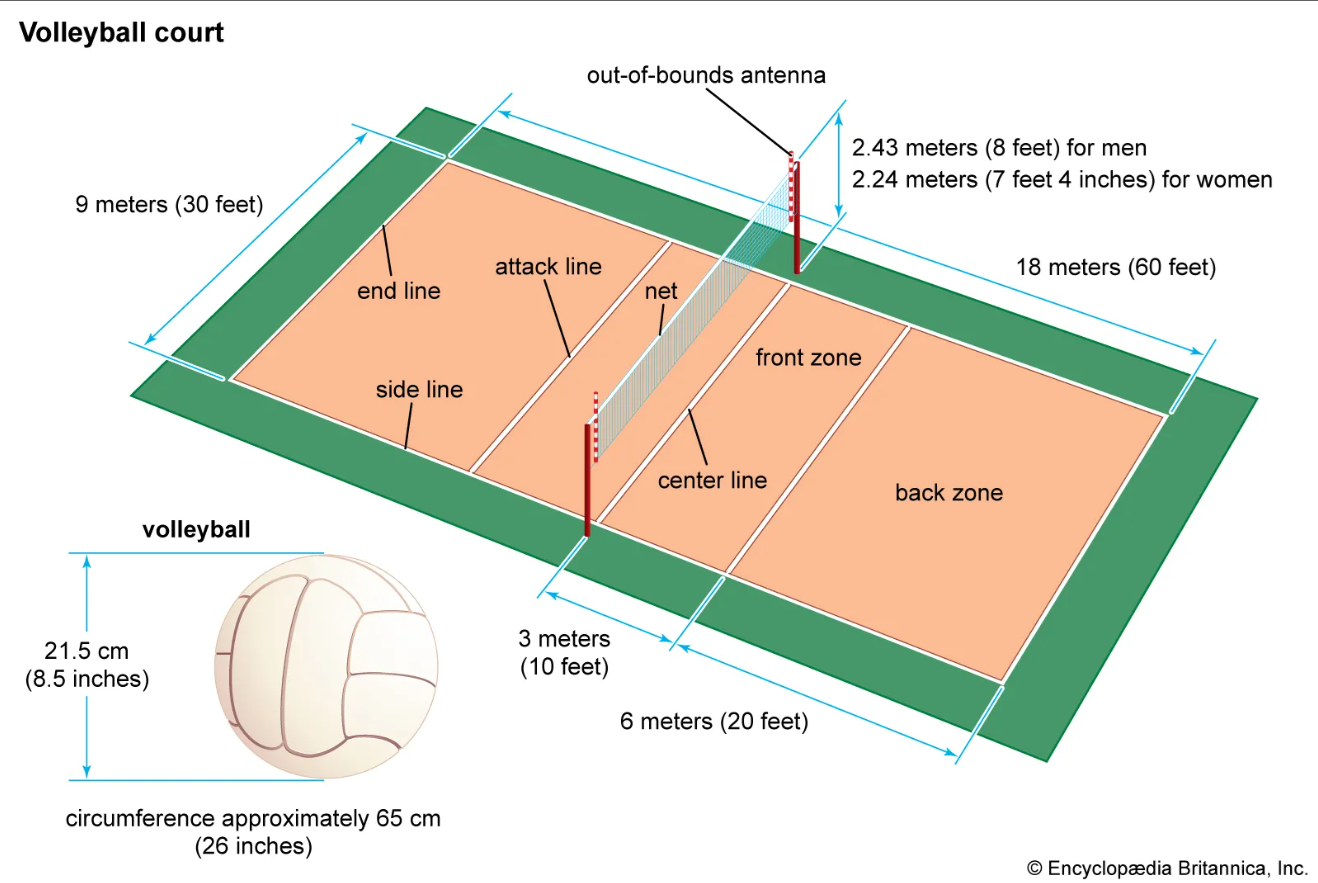 Volleyball court
out-of-bounds antenna
2.43 meters (8 feet) for men
2.24 meters (7 feet 4 inches) for women
9 meters (30 feet)
18 meters (60 feet)
end line
attack line
net
front zone
side line
center line
back zone
volleyball
21.5 cm
(8.5 inches)
3 meters
(10 feet)
6 meters (20 feet)
circumference approximately 65 cm
(26 inches)
© Encyclopædia Britannica, Inc.